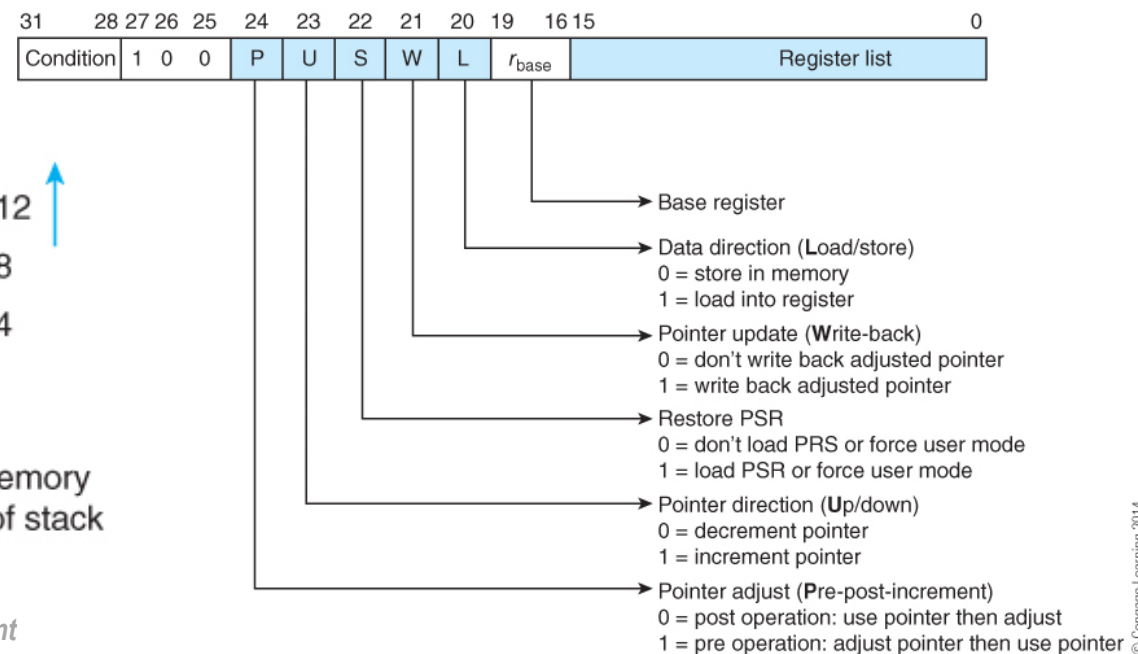 31 28 27 26 25 24 23 22 21 20 19 16 15 0
Condition 1 0 0 P U S W L rbase Register list
12
8
4
emory
of stack
nt
Base register
Data direction (Load/store)
0 = store in memory
1 = load into register
Pointer update (Write-back)
0 = don't write back adjusted pointer
1 = write back adjusted pointer
Restore PSR
0 = don't load PRS or force user mode
1 = load PSR or force user mode
Pointer direction (Up/down)
0 = decrement pointer
1 = increment pointer
Pointer adjust (Pre-post-increment)
0 = post operation: use pointer then adjust
1 = pre operation: adjust pointer then use pointer
© Cengage Learning 2014